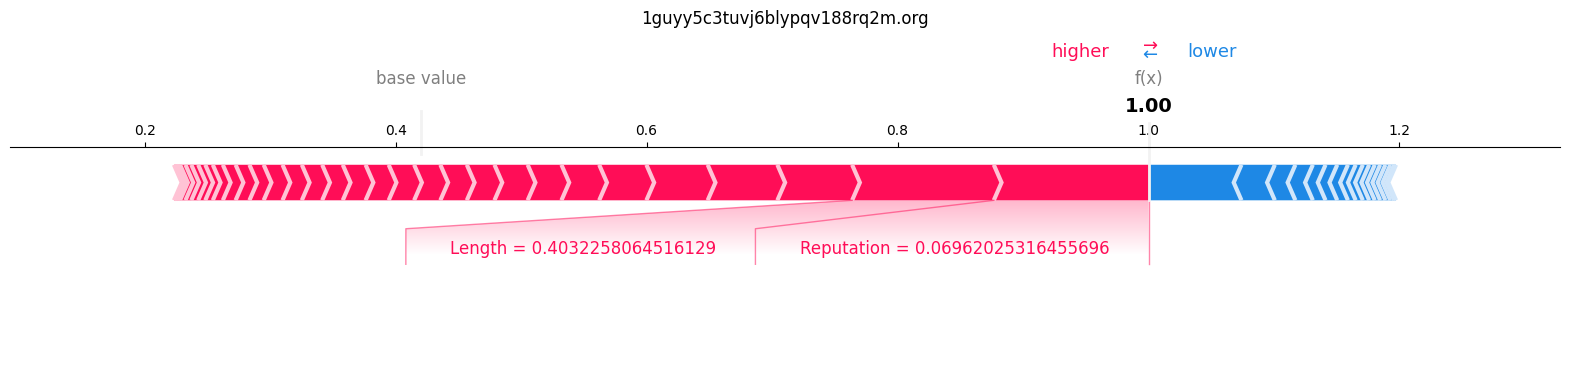 1guyy5c3tuvj6blypqv188rq2m.org
higher → ← lower
base value f(x)
1.00
0.2 0.4 0.6 0.8 1.0 1.2
Length = 0.4032258064516129 Reputation = 0.06962025316455696